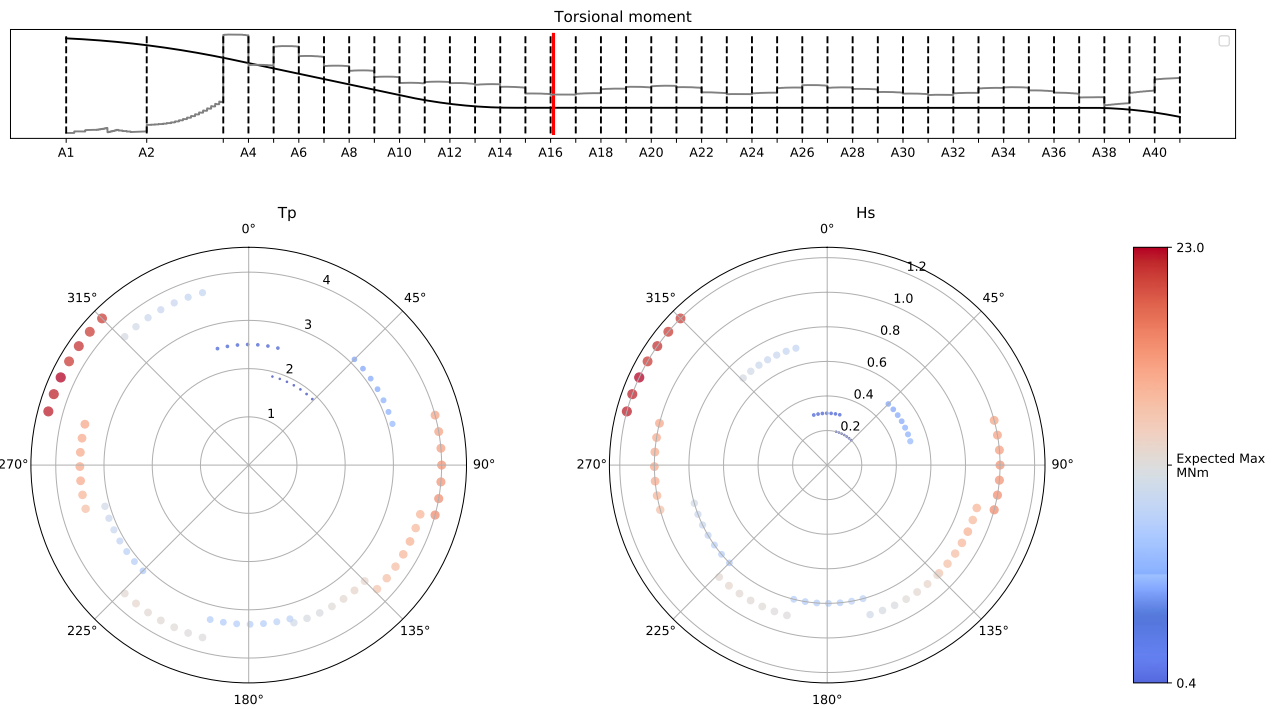 Torsional moment
A1 A2 A4 A6 A8 A10 A12 A14 A16 A18 A20 A22 A24 A26 A28 A30 A32 A34 A36 A38 A40
Tp Hs
0° 0°
315° 45° 315° 45°
270° 90° 270° 90°
225° 135° 225° 135°
180° 180°
1 2 3 4
0.2 0.4 0.6 0.8 1.0 1.2
23.0
Expected Max
MNm
0.4